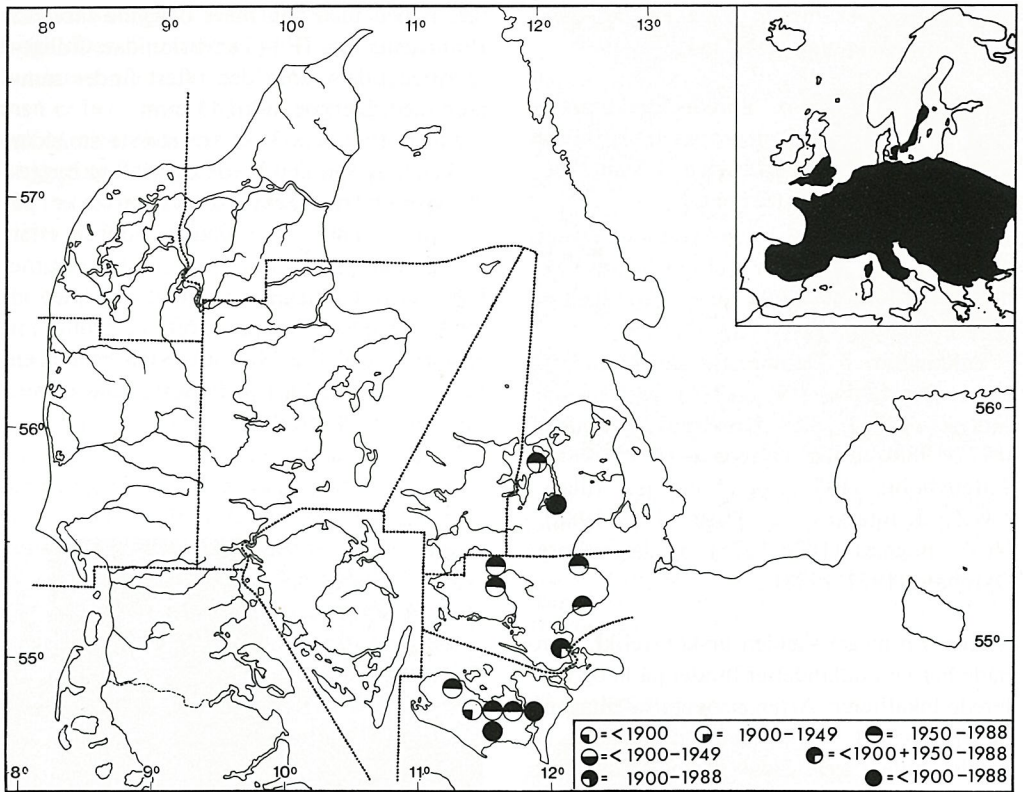 8° 9° 10° 11° 12° 13°
57°
56° 56°
55° 55°
=<1900 = 1900-1949 = 1950-1988
=<1900-1949 =<1900+1950-1988
= 1900-1988 =<1900-1988
8° 9° 10° 11° 12°